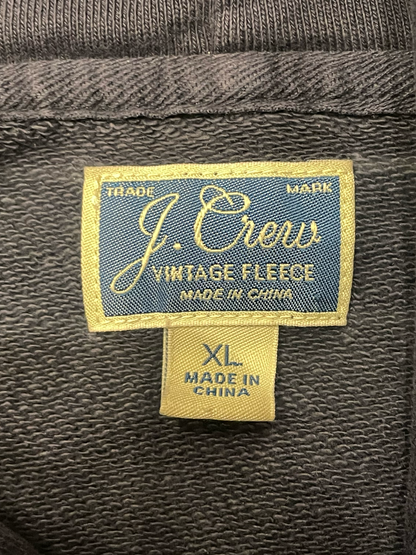 TRADE MARK
J. Crew
VINTAGE FLEECE
MADE IN CHINA
XL
MADE IN
CHINA